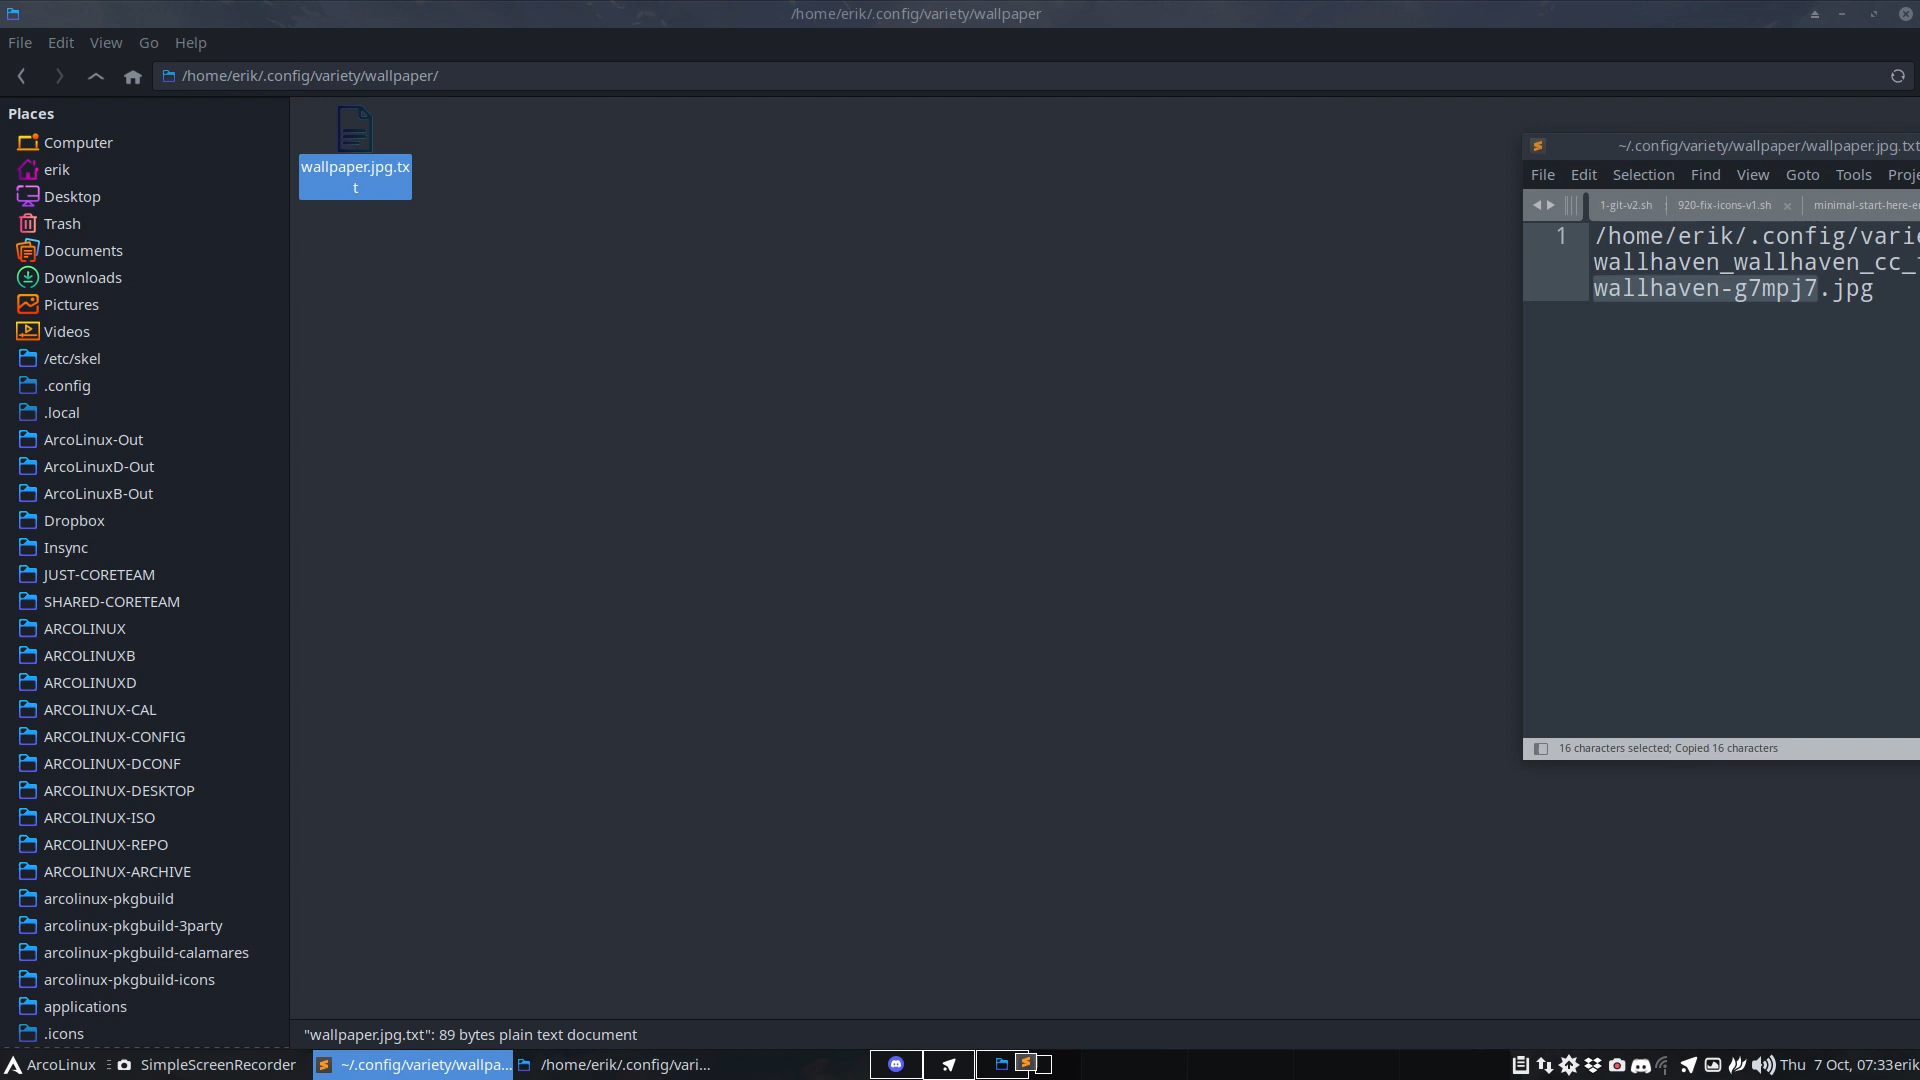 /home/erik/.config/variety/wallpaper
File Edit View Go Help
/home/erik/.config/variety/wallpaper/
Places
Computer
erik
Desktop
Trash
Documents
Downloads
Pictures
Videos
/etc/skel
.config
.local
ArcoLinux-Out
ArcoLinuxD-Out
ArcoLinuxB-Out
Dropbox
Insync
JUST-CORETEAM
SHARED-CORETEAM
ARCOLINUX
ARCOLINUXB
ARCOLINUXD
ARCOLINUX-CAL
ARCOLINUX-CONFIG
ARCOLINUX-DCONF
ARCOLINUX-DESKTOP
ARCOLINUX-ISO
ARCOLINUX-REPO
ARCOLINUX-ARCHIVE
arcolinux-pkgbuild
arcolinux-pkgbuild-3party
arcolinux-pkgbuild-calamares
arcolinux-pkgbuild-icons
applications
.icons
wallpaper.jpg.tx
t
~/.config/variety/wallpaper/wallpaper.jpg.txt
File Edit Selection Find View Goto Tools Proje
1-git-v2.sh 920-fix-icons-v1.sh minimal-start-here-e
1 /home/erik/.config/varie
wallhaven_wallhaven_cc_
wallhaven-g7mpj7.jpg
16 characters selected; Copied 16 characters
"wallpaper.jpg.txt": 89 bytes plain text document
ArcoLinux SimpleScreenRecorder ~/.config/variety/wallpa... /home/erik/.config/vari... Thu 7 Oct, 07:33erik